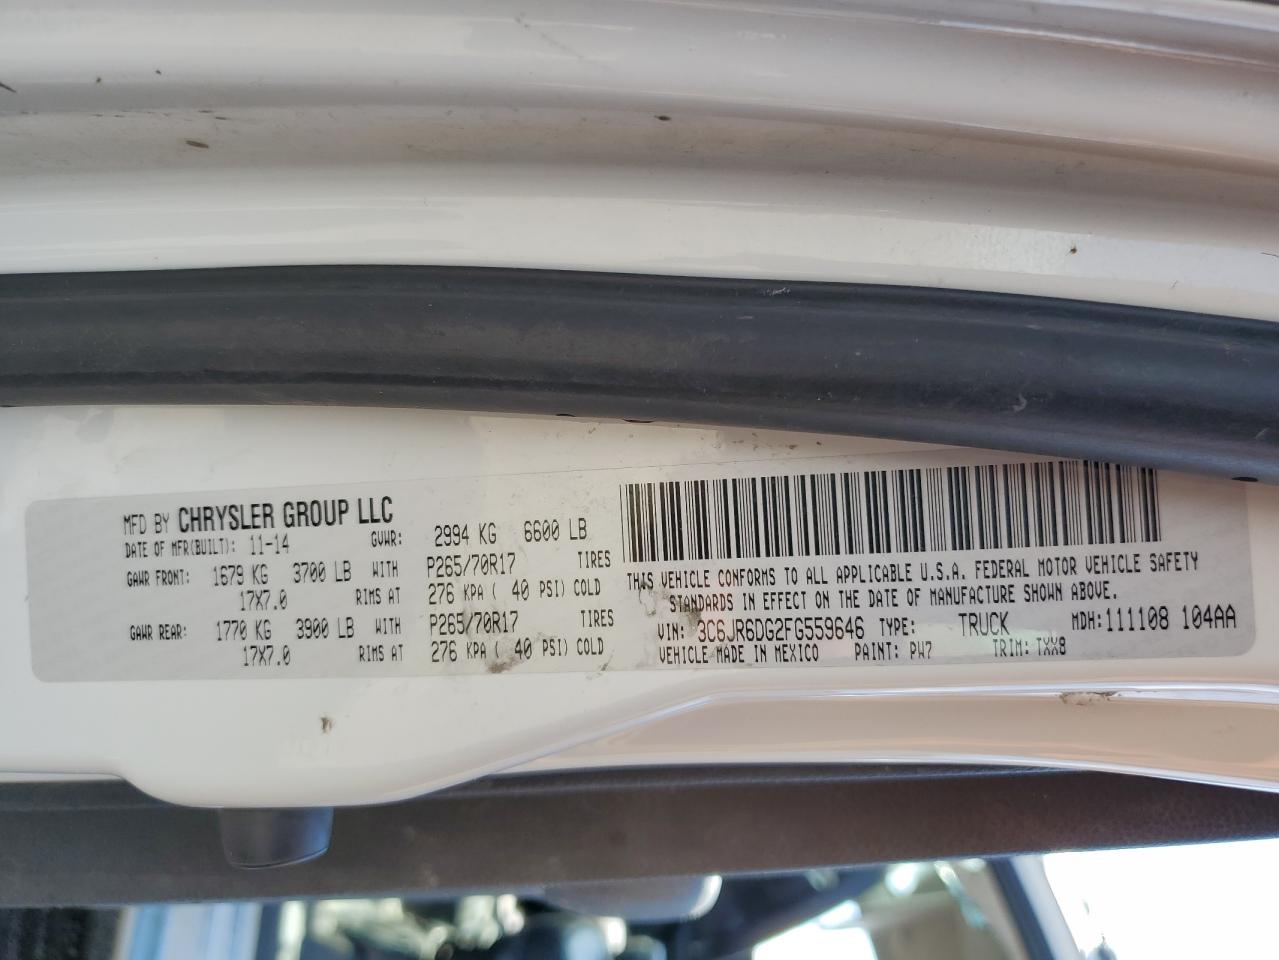 MFD BY CHRYSLER GROUP LLC
DATE OF MFR(BUILT): 11-14 GVWR: 2994 KG 6600 LB
GAWR FRONT: 1679 KG 3700 LB WITH P265/70R17 TIRES
17X7.0 RIMS AT 276 KPA ( 40 PSI) COLD
GAWR REAR: 1770 KG 3900 LB WITH P265/70R17 TIRES
17X7.0 RIMS AT 276 KPA ( 40 PSI) COLD
THIS VEHICLE CONFORMS TO ALL APPLICABLE U.S.A. FEDERAL MOTOR VEHICLE SAFETY
STANDARDS IN EFFECT ON THE DATE OF MANUFACTURE SHOWN ABOVE.
VIN: 3C6JR6DG2FG559646 TYPE: TRUCK MDH: 111108 104AA
VEHICLE MADE IN MEXICO PAINT: PW7 TRIM: TXX8